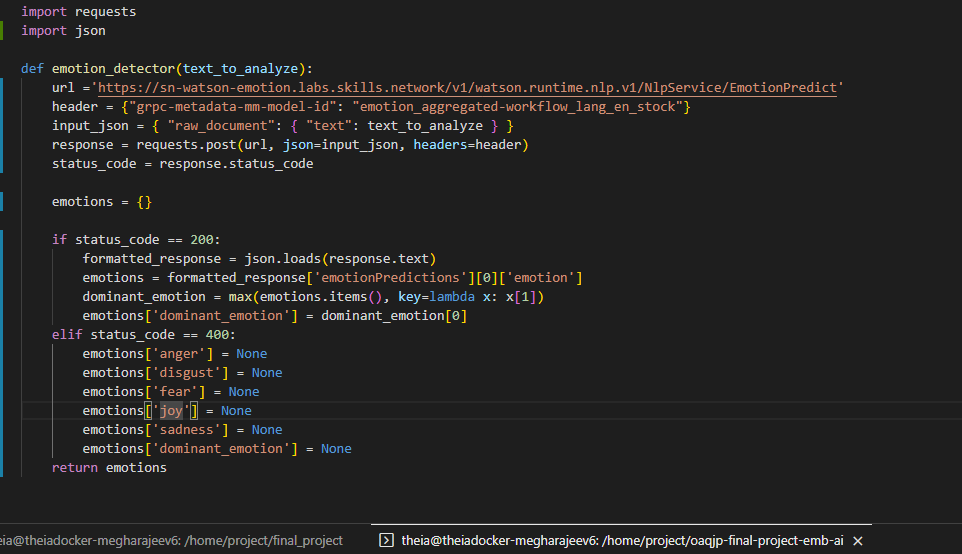 import requests
import json
def emotion_detector(text_to_analyze):
    url ='https://sn-watson-emotion.labs.skills.network/v1/watson.runtime.nlp.v1/NlpService/EmotionPredict'
    header = {"grpc-metadata-mm-model-id": "emotion_aggregated-workflow_lang_en_stock"}
    input_json = { "raw_document": { "text": text_to_analyze } }
    response = requests.post(url, json=input_json, headers=header)
    status_code = response.status_code
    emotions = {}
    if status_code == 200:
        formatted_response = json.loads(response.text)
        emotions = formatted_response['emotionPredictions'][0]['emotion']
        dominant_emotion = max(emotions.items(), key=lambda x: x[1])
        emotions['dominant_emotion'] = dominant_emotion[0]
    elif status_code == 400:
        emotions['anger'] = None
        emotions['disgust'] = None
        emotions['fear'] = None
        emotions['joy'] = None
        emotions['sadness'] = None
        emotions['dominant_emotion'] = None
    return emotions
eia@theiadocker-megharajeev6: /home/project/final_project
theia@theiadocker-megharajeev6: /home/project/oaqjp-final-project-emb-ai